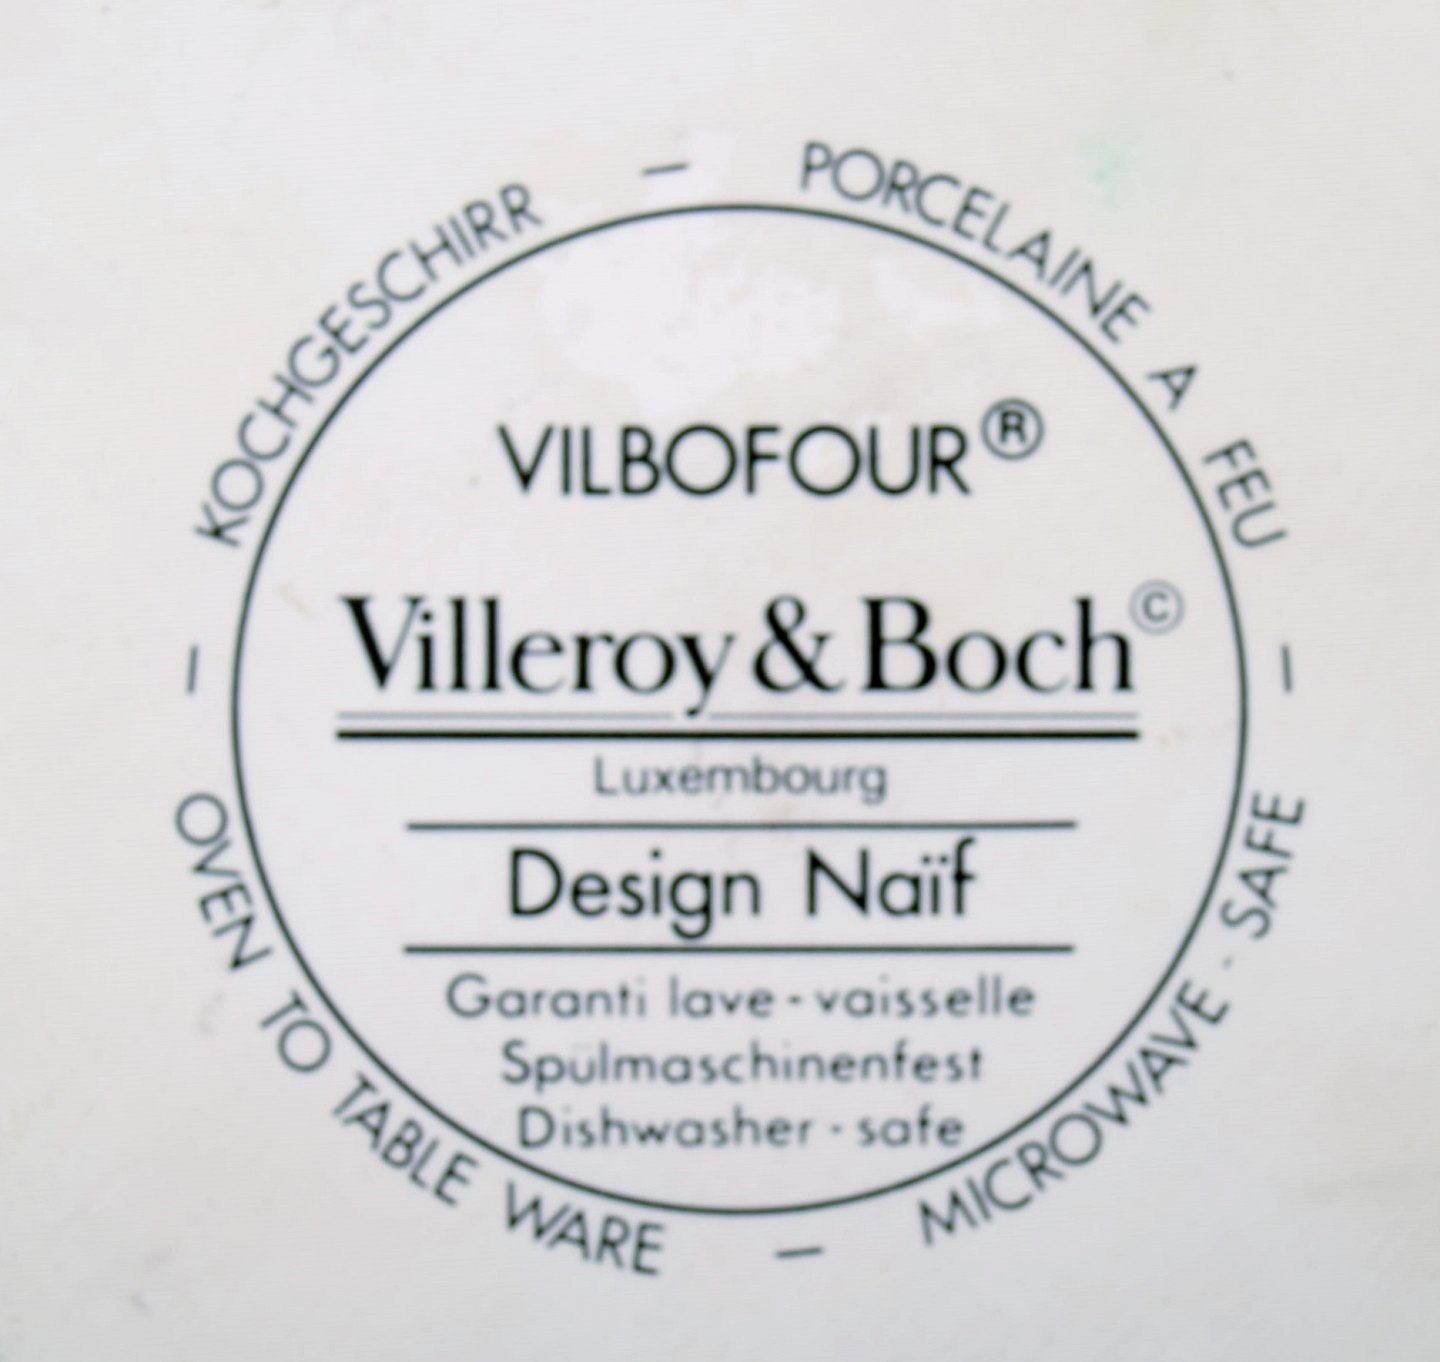 KOCHGESCHIRR – PORCELAINE A FEU – MICROWAVE - SAFE – OVEN TO TABLE WARE –
VILBOFOUR®
Villeroy & Boch©
Luxembourg
Design Naïf
Garanti lave-vaisselle
Spülmaschinenfest
Dishwasher-safe